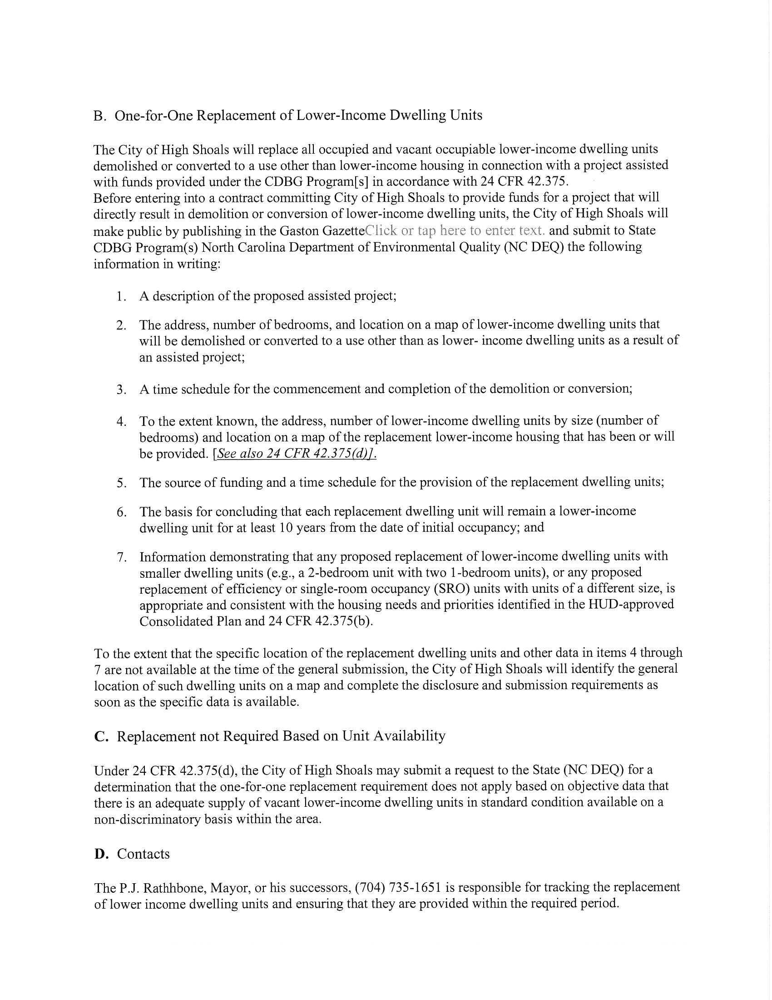 B. One-for-One Replacement of Lower-Income Dwelling Units
The City of High Shoals will replace all occupied and vacant occupiable lower-income dwelling units
demolished or converted to a use other than lower-income housing in connection with a project assisted
with funds provided under the CDBG Program[s] in accordance with 24 CFR 42.375.
Before entering into a contract committing City of High Shoals to provide funds for a project that will
directly result in demolition or conversion of lower-income dwelling units, the City of High Shoals will
make public by publishing in the Gaston GazetteClick or tap here to enter text. and submit to State
CDBG Program(s) North Carolina Department of Environmental Quality (NC DEQ) the following
information in writing:
1. A description of the proposed assisted project;
2. The address, number of bedrooms, and location on a map of lower-income dwelling units that
will be demolished or converted to a use other than as lower- income dwelling units as a result of
an assisted project;
3. A time schedule for the commencement and completion of the demolition or conversion;
4. To the extent known, the address, number of lower-income dwelling units by size (number of
bedrooms) and location on a map of the replacement lower-income housing that has been or will
be provided. [See also 24 CFR 42.375(d)].
5. The source of funding and a time schedule for the provision of the replacement dwelling units;
6. The basis for concluding that each replacement dwelling unit will remain a lower-income
dwelling unit for at least 10 years from the date of initial occupancy; and
7. Information demonstrating that any proposed replacement of lower-income dwelling units with
smaller dwelling units (e.g., a 2-bedroom unit with two 1-bedroom units), or any proposed
replacement of efficiency or single-room occupancy (SRO) units with units of a different size, is
appropriate and consistent with the housing needs and priorities identified in the HUD-approved
Consolidated Plan and 24 CFR 42.375(b).
To the extent that the specific location of the replacement dwelling units and other data in items 4 through
7 are not available at the time of the general submission, the City of High Shoals will identify the general
location of such dwelling units on a map and complete the disclosure and submission requirements as
soon as the specific data is available.
C. Replacement not Required Based on Unit Availability
Under 24 CFR 42.375(d), the City of High Shoals may submit a request to the State (NC DEQ) for a
determination that the one-for-one replacement requirement does not apply based on objective data that
there is an adequate supply of vacant lower-income dwelling units in standard condition available on a
non-discriminatory basis within the area.
D. Contacts
The P.J. Rathhbone, Mayor, or his successors, (704) 735-1651 is responsible for tracking the replacement
of lower income dwelling units and ensuring that they are provided within the required period.